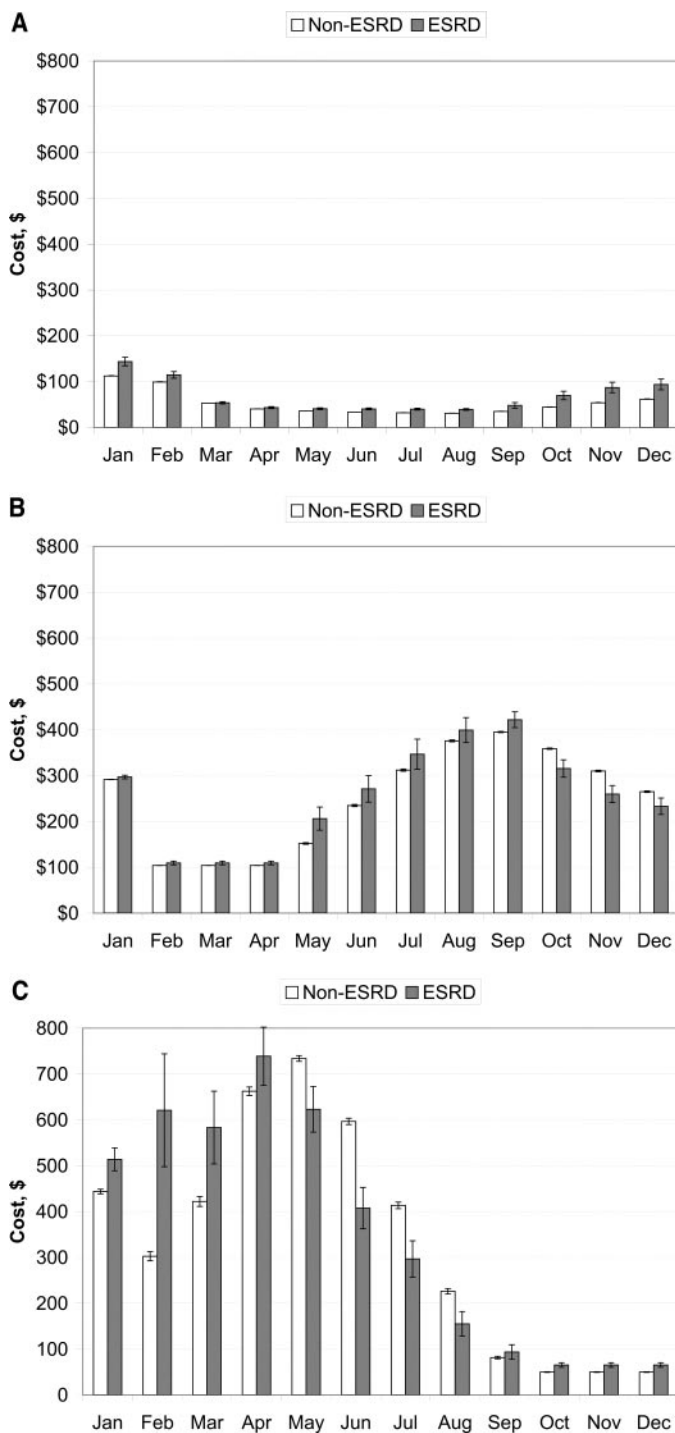 A
Non-ESRD ESRD
$800
$700
$600
$500
$400
$300
$200
$100
$0
Cost, $
Jan Feb Mar Apr May Jun Jul Aug Sep Oct Nov Dec
B
Non-ESRD ESRD
$800
$700
$600
$500
$400
$300
$200
$100
$0
Cost, $
Jan Feb Mar Apr May Jun Jul Aug Sep Oct Nov Dec
C
Non-ESRD ESRD
800
700
600
500
400
300
200
100
0
Cost, $
Jan Feb Mar Apr May Jun Jul Aug Sep Oct Nov Dec